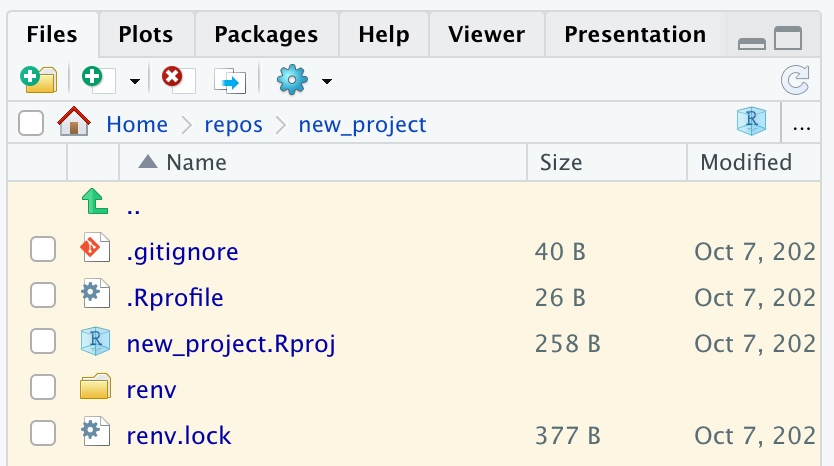 Files Plots Packages Help Viewer Presentation
Home repos new_project R ...
Name Size Modified
..
.gitignore 40 B Oct 7, 202
.Rprofile 26 B Oct 7, 202
R new_project.Rproj 258 B Oct 7, 202
renv
renv.lock 377 B Oct 7, 202